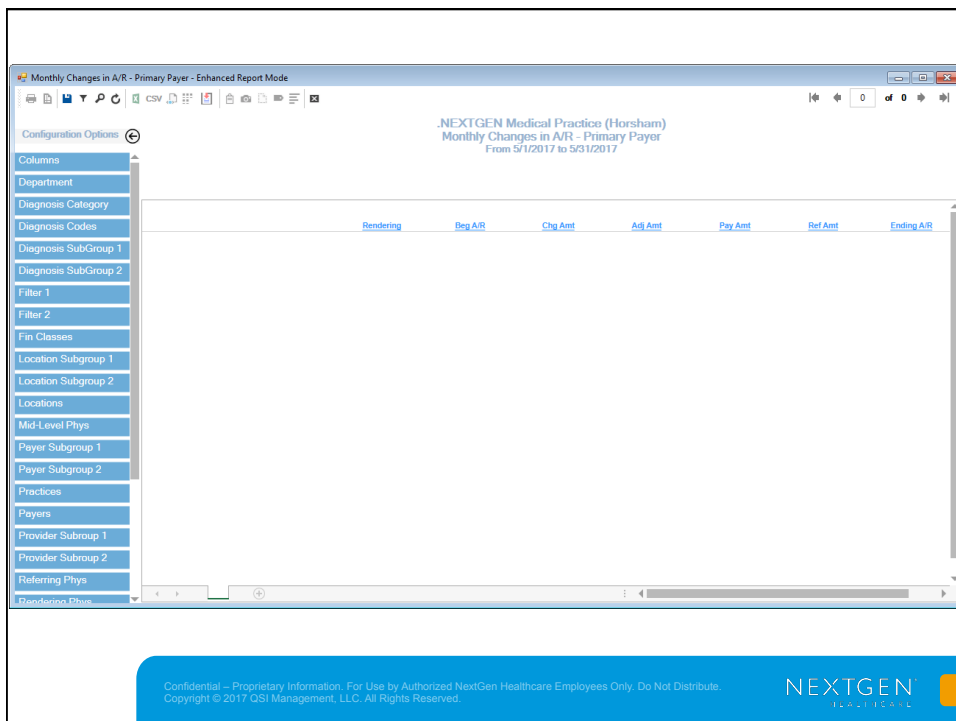 Monthly Changes in A/R - Primary Payer - Enhanced Report Mode
CSV
0 of 0
Configuration Options
.NEXTGEN Medical Practice (Horsham)
Monthly Changes in A/R - Primary Payer
From 5/1/2017 to 5/31/2017
Columns
Department
Diagnosis Category
Diagnosis Codes
Diagnosis SubGroup 1
Diagnosis SubGroup 2
Filter 1
Filter 2
Fin Classes
Location Subgroup 1
Location Subgroup 2
Locations
Mid-Level Phys
Payer Subgroup 1
Payer Subgroup 2
Practices
Payers
Provider Subroup 1
Provider Subroup 2
Referring Phys
Rendering Phys
Rendering Beg A/R Chg Amt Adj Amt Pay Amt Ref Amt Ending A/R
Confidential – Proprietary Information. For Use by Authorized NextGen Healthcare Employees Only. Do Not Distribute.
Copyright © 2017 QSI Management, LLC. All Rights Reserved.
NEXTGEN
HEALTHCARE